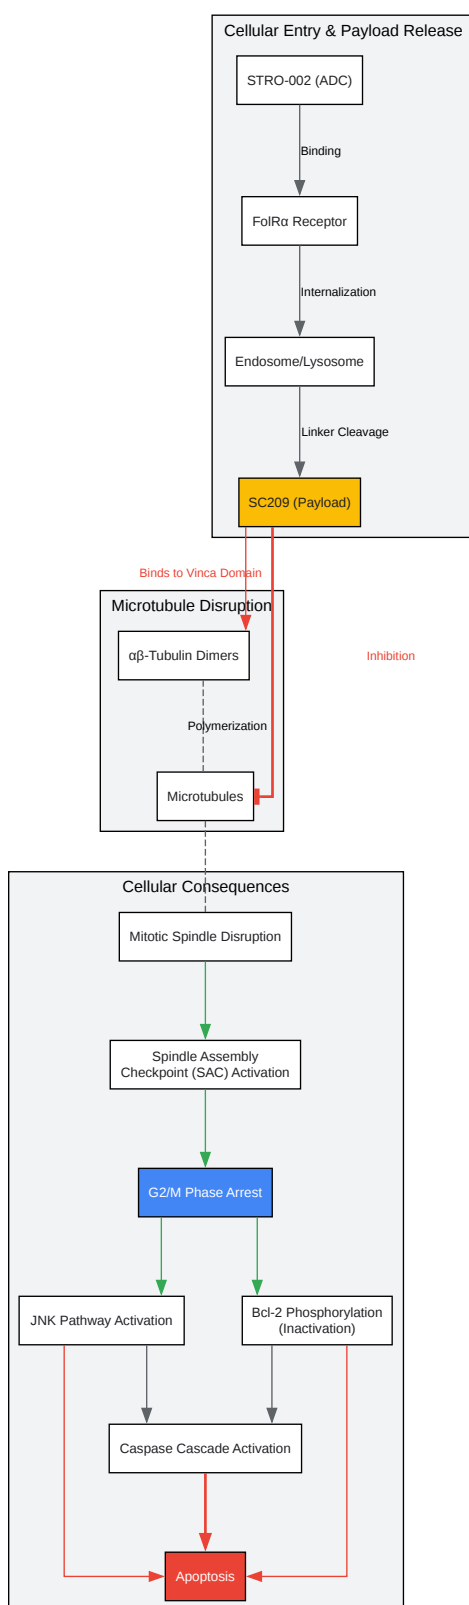 Cellular Entry & Payload Release
STRO-002 (ADC)
Binding
FolRα Receptor
Internalization
Endosome/Lysosome
Linker Cleavage
SC209 (Payload)
Binds to Vinca Domain
Microtubule Disruption
αβ-Tubulin Dimers
Inhibition
Polymerization
Microtubules
Cellular Consequences
Mitotic Spindle Disruption
Spindle Assembly
Checkpoint (SAC) Activation
G2/M Phase Arrest
JNK Pathway Activation
Bcl-2 Phosphorylation
(Inactivation)
Caspase Cascade Activation
Apoptosis